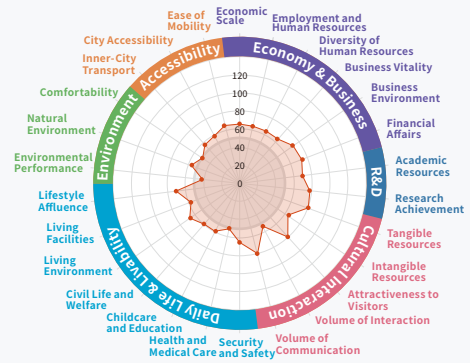 Economic
Scale
Employment and
Human Resources
Diversity of
Human Resources
Business Vitality
Business
Environment
Financial
Affairs
Academic
Resources
Research
Achievement
Tangible
Resources
Intangible
Resources
Attractiveness to
Visitors
Volume of Interaction
Volume of
Communication
Security
and Safety
Health and
Medical Care
Childcare
and Education
Civil Life and
Welfare
Living
Environment
Living
Facilities
Lifestyle
Affluence
Environmental
Performance
Natural
Environment
Comfortability
Inner-City
Transport
City Accessibility
Ease of
Mobility
Economy & Business
R&D
Cultural Interaction
Daily Life & Livability
Environment
Accessibility
120
100
80
60
40
20
0